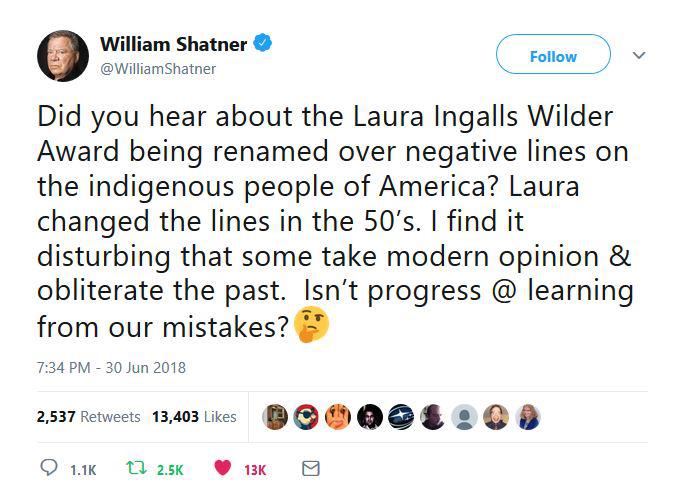 William Shatner
@WilliamShatner
Follow
Did you hear about the Laura Ingalls Wilder
Award being renamed over negative lines on
the indigenous people of America? Laura
changed the lines in the 50’s. I find it
disturbing that some take modern opinion &
obliterate the past.  Isn’t progress @ learning
from our mistakes?🤔
7:34 PM - 30 Jun 2018
2,537 Retweets 13,403 Likes
1.1K 2.5K 13K